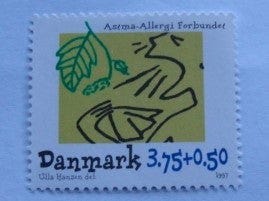 Astma-Allergi Forbundet
Danmark 3.75+0.50
Ulla Hansen del. 1997